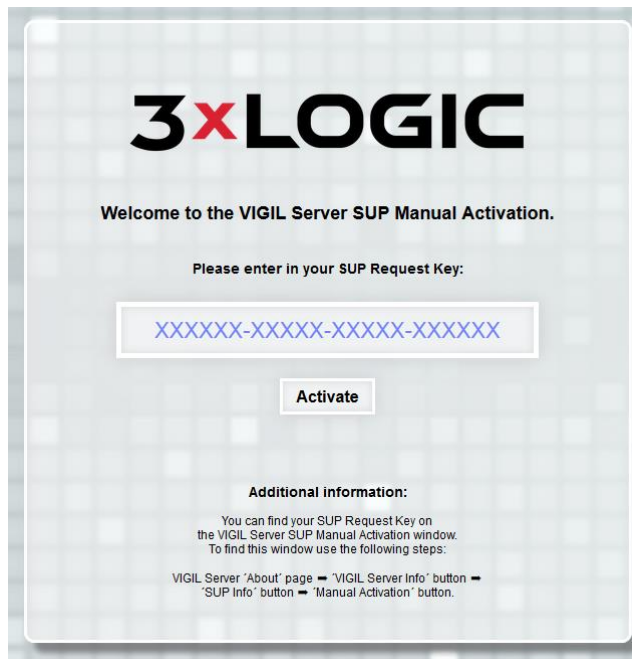 3xLOGIC
Welcome to the VIGIL Server SUP Manual Activation.
Please enter in your SUP Request Key:
XXXXXX-XXXXX-XXXXX-XXXXXX
Activate
Additional information:
You can find your SUP Request Key on
the VIGIL Server SUP Manual Activation window.
To find this window use the following steps:
VIGIL Server ´About´ page ➡ ´VIGIL Server Info´ button ➡
´SUP Info´ button ➡ ´Manual Activation´ button.